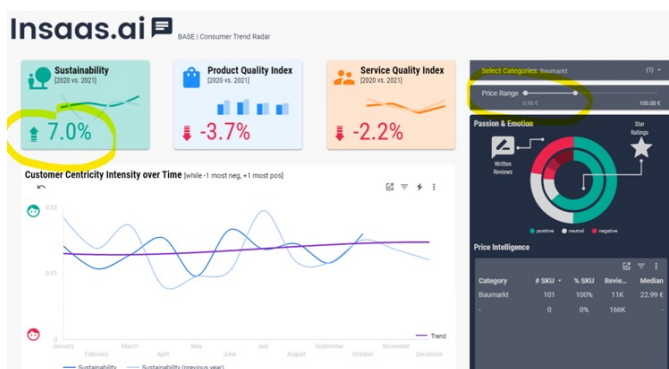 Insaas.ai
BASE | Consumer Trend Radar
Sustainability
[2020 vs. 2021]
7.0%
Product Quality Index
[2020 vs. 2021]
-3.7%
Service Quality Index
[2020 vs. 2021]
-2.2%
Select Categories: Baumarkt (1)
Price Range
0.90 € 100.00 €
Passion & Emotion
Star
Ratings
Written
Reviews
positive neutral negative
Customer Centricity Intensity over Time [while -1 most neg, +1 most pos]
0.02
0.01
0
Trend
January March May July September November
February April June August October December
Sustainability Sustainability (previous year)
Price Intelligence
Category # SKU % SKU Revie... Median
Baumarkt 101 100% 11K 22.99 €
- 0 0% 166K -